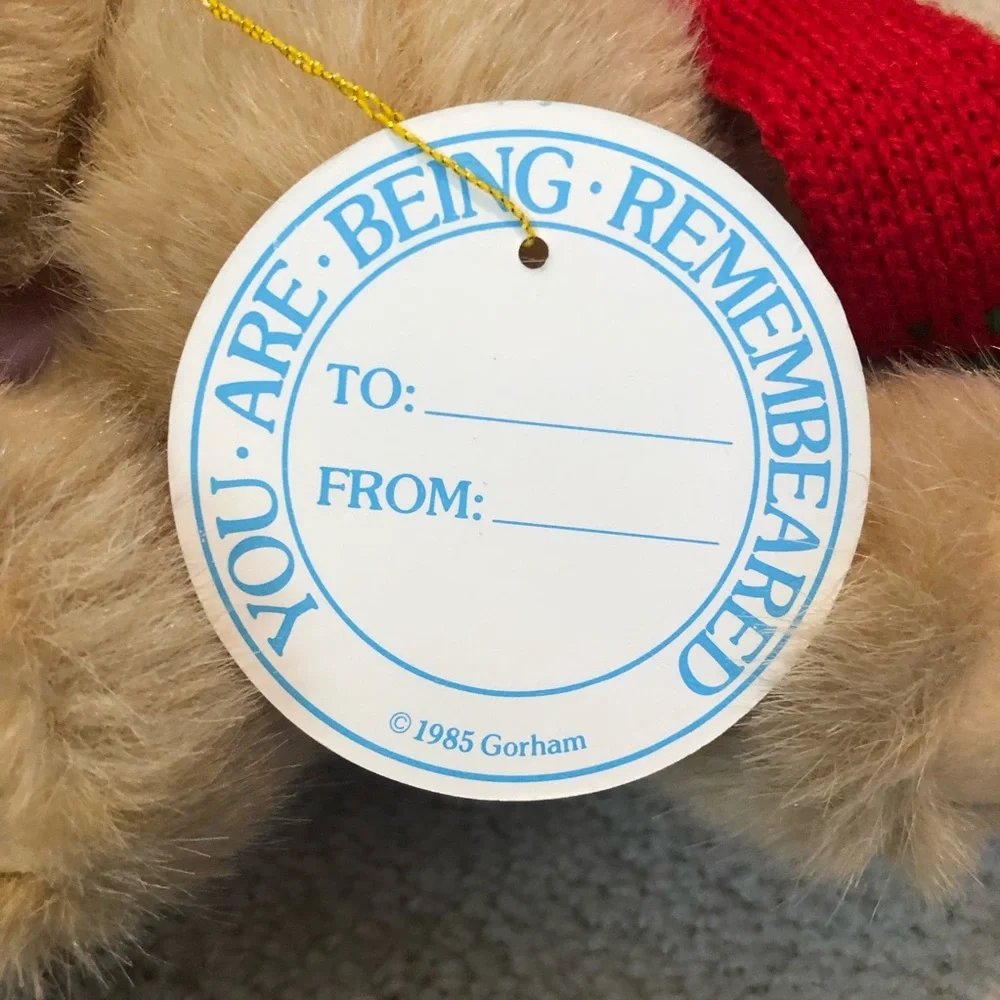 YOU · ARE · BEING · REMEMBEARED
TO:
FROM:
© 1985 Gorham